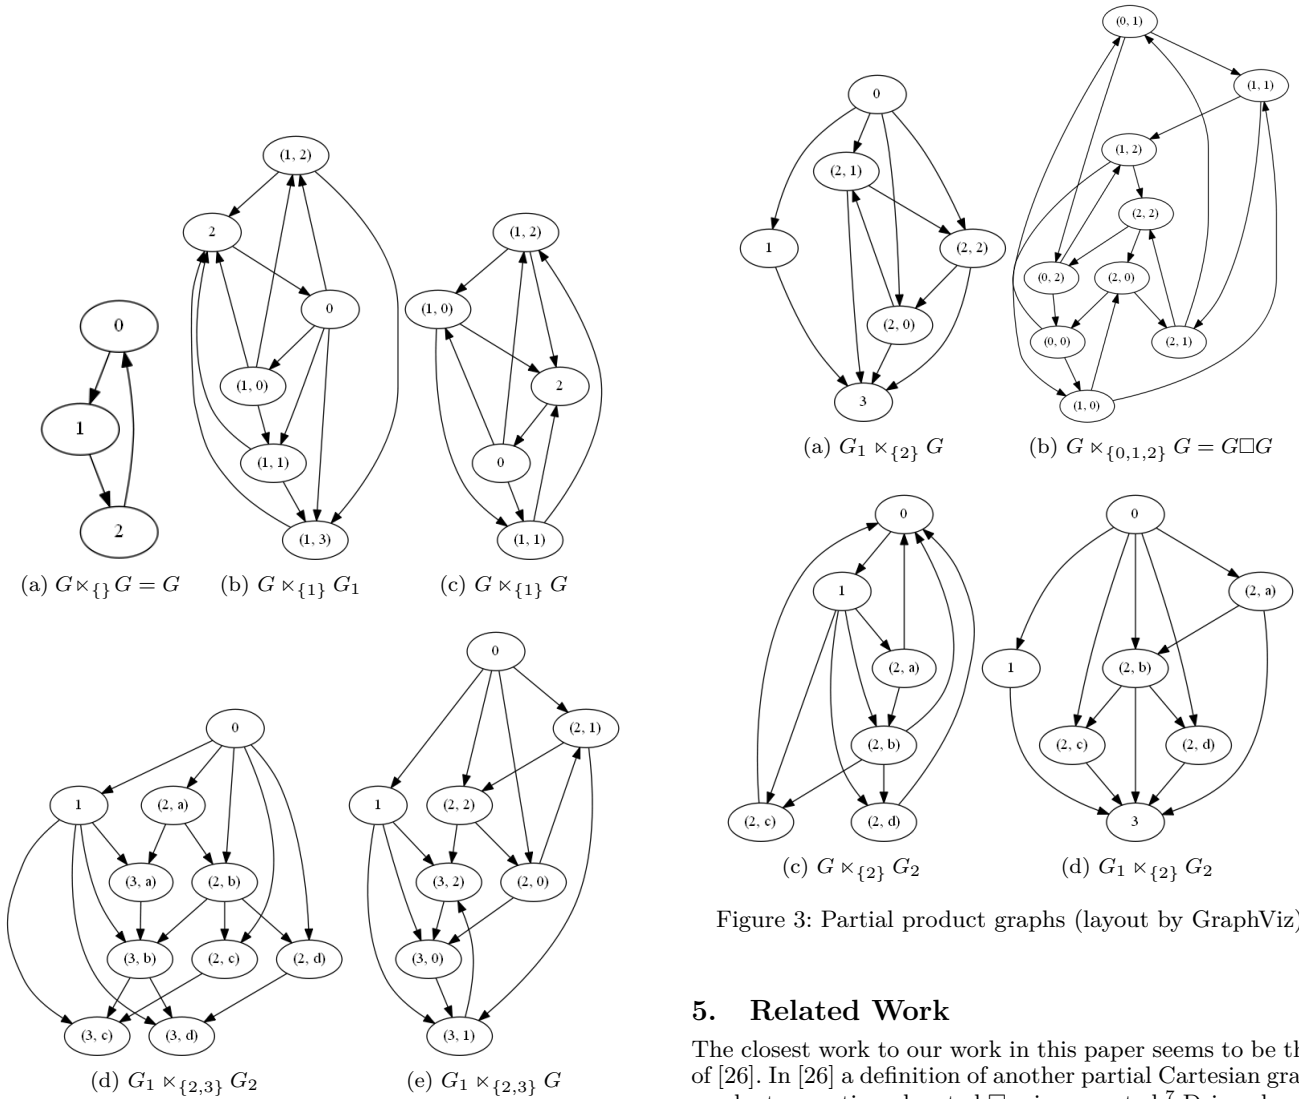 (1, 2)
2
0
(1, 0)
(1, 1)
(1, 3)
(1, 2)
(1, 0)
2
0
(1, 1)
0
1
2
(a) G ⋉{} G = G
(b) G ⋉{1} G1
(c) G ⋉{1} G
0
1
(2, a)
(3, a)
(2, b)
(3, b)
(2, c)
(2, d)
(3, c)
(3, d)
0
(2, 1)
1
(2, 2)
(3, 2)
(2, 0)
(3, 0)
(3, 1)
(d) G1 ⋉{2,3} G2
(e) G1 ⋉{2,3} G
0
(2, 1)
1
(2, 2)
(2, 0)
3
(0, 1)
(1, 1)
(1, 2)
(2, 2)
(0, 2)
(2, 0)
(0, 0)
(2, 1)
(1, 0)
(a) G1 ⋉{2} G
(b) G ⋉{0,1,2} G = G□G
0
1
(2, a)
(2, b)
(2, c)
(2, d)
0
(2, a)
1
(2, b)
(2, c)
(2, d)
3
(c) G ⋉{2} G2
(d) G1 ⋉{2} G2
Figure 3: Partial product graphs (layout by GraphViz)
5. Related Work
The closest work to our work in this paper seems to be
of [26]. In [26] a definition of another partial Cartesian